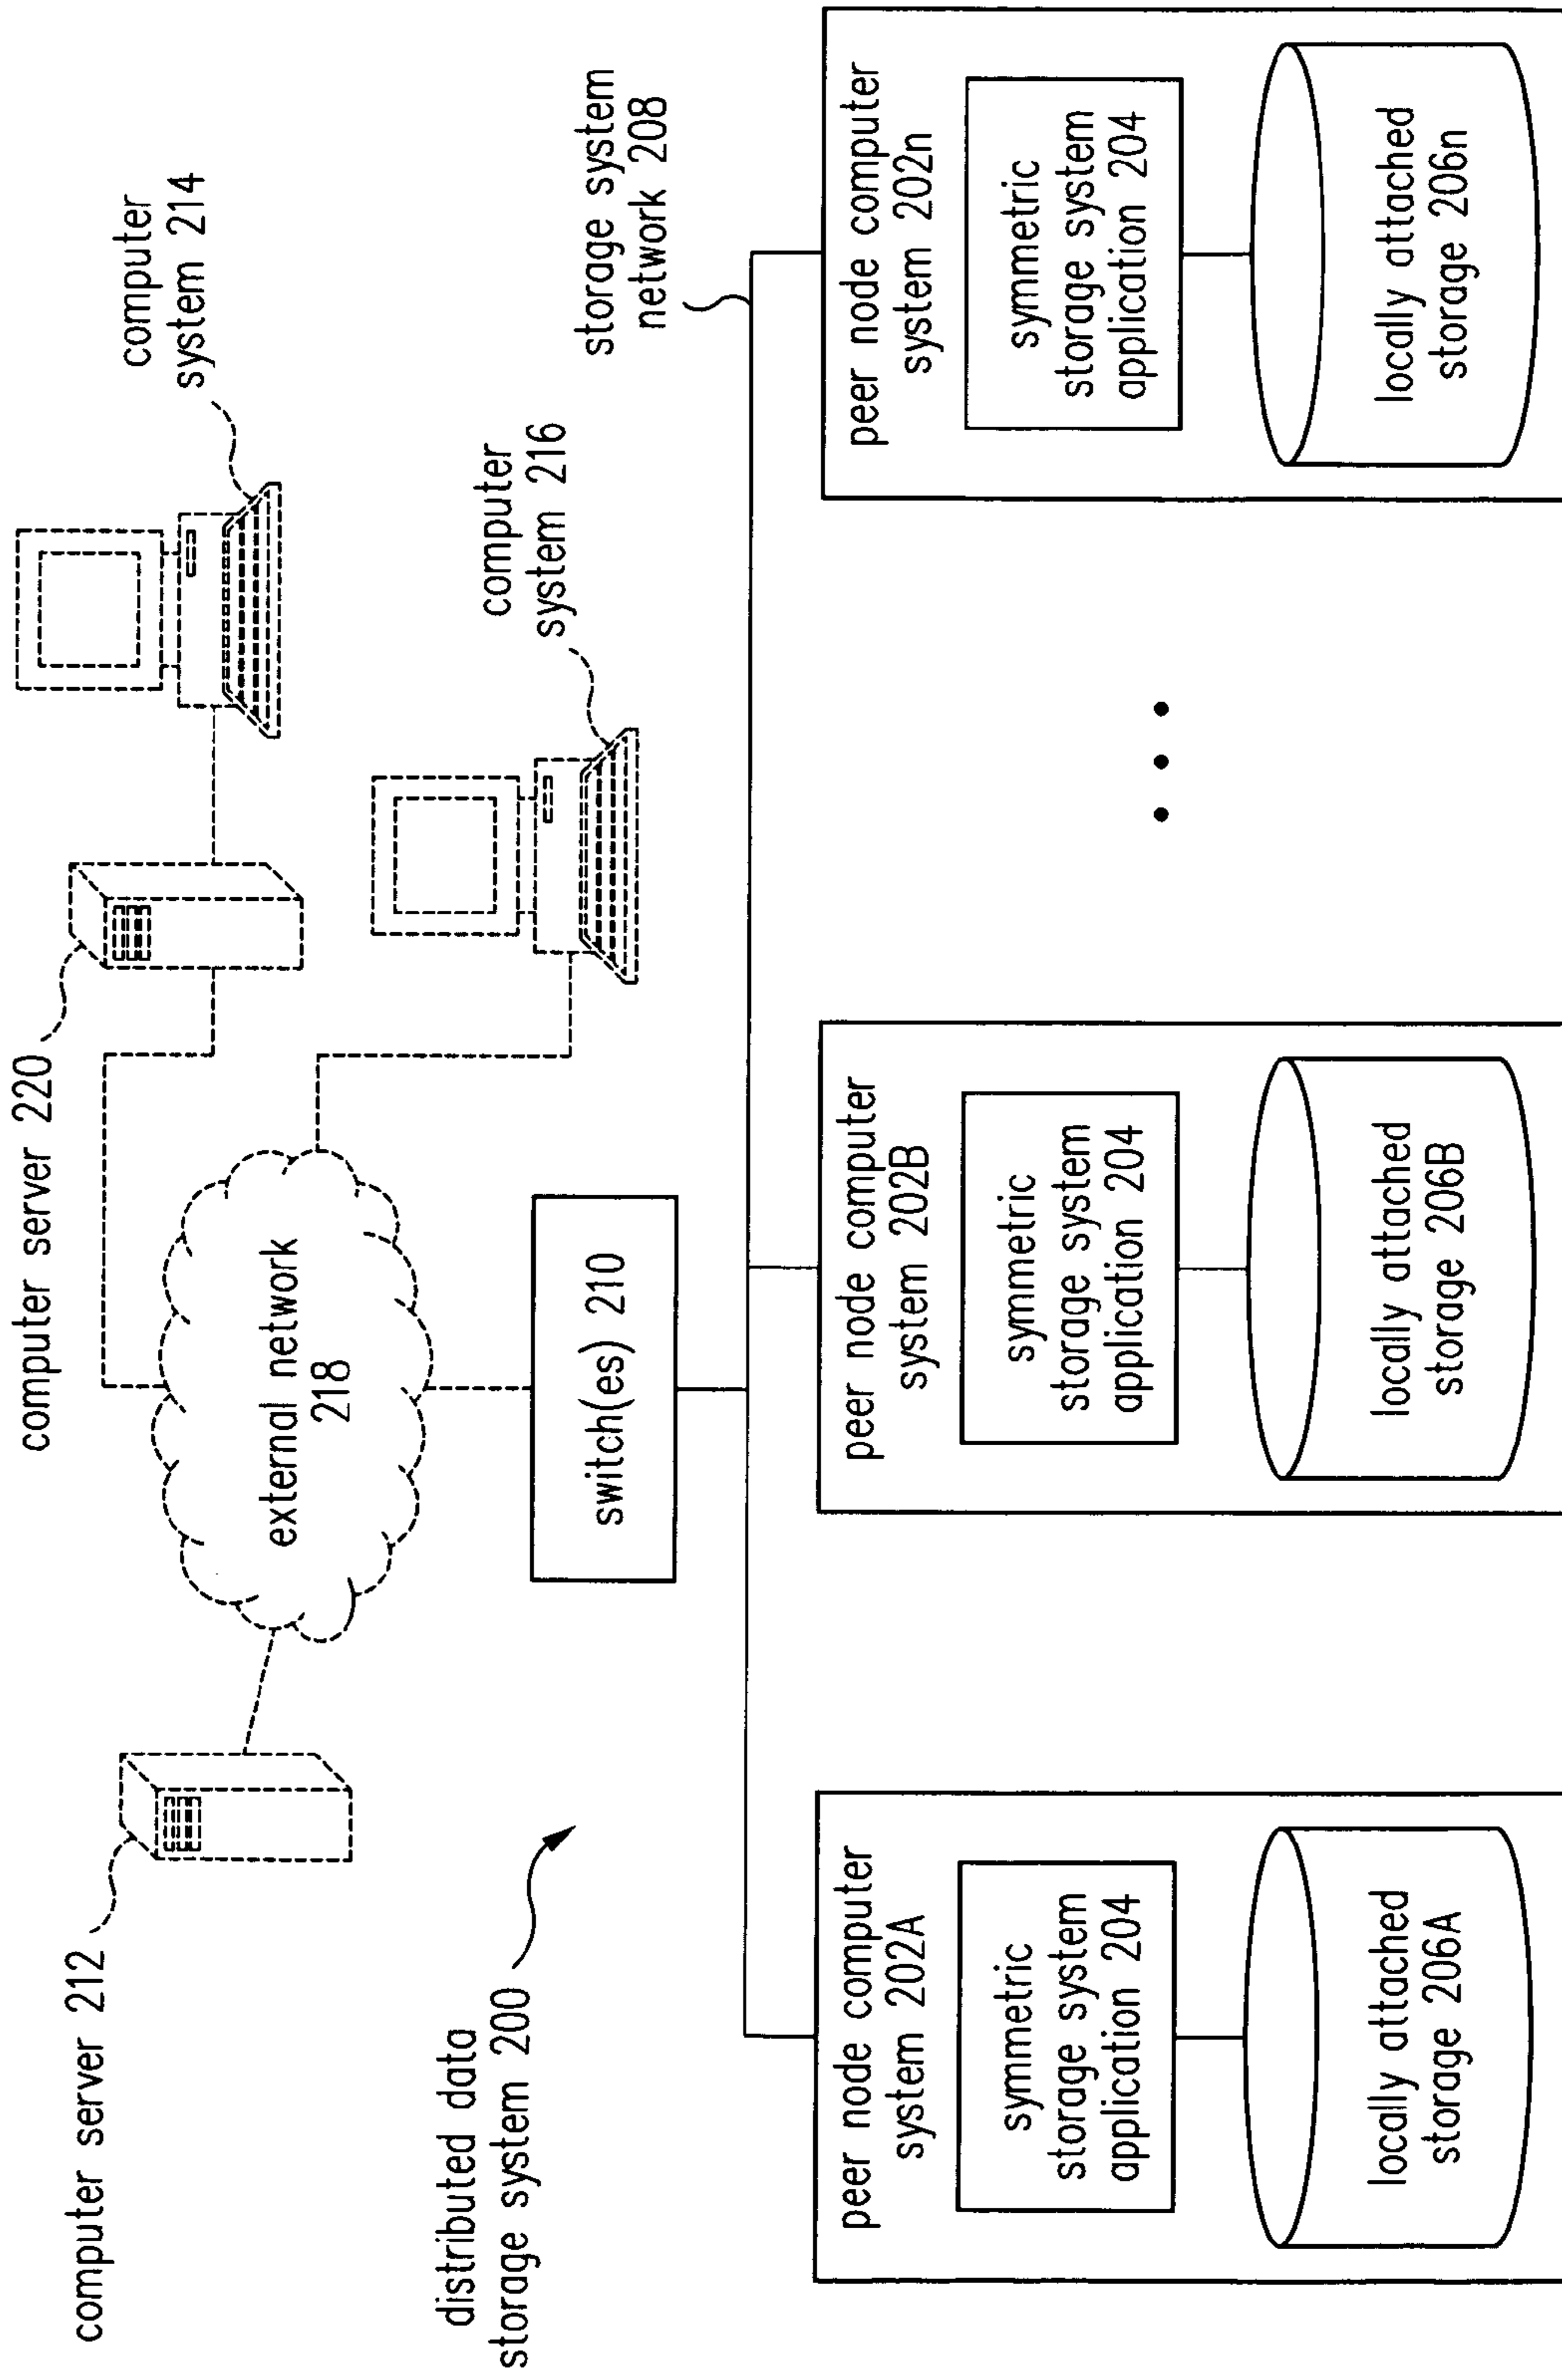 computer server 212
computer server 220
computer
system 214
external network
218
computer
system 216
distributed data
storage system 200
switch(es) 210
storage system
network 208
peer node computer
system 202A
symmetric
storage system
application 204
locally attached
storage 206A
peer node computer
system 202B
symmetric
storage system
application 204
locally attached
storage 206B
peer node computer
system 202n
symmetric
storage system
application 204
locally attached
storage 206n